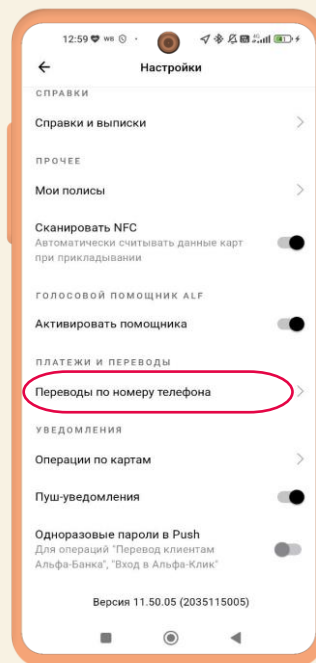 12:59
Настройки
СПРАВКИ
Справки и выписки
ПРОЧЕЕ
Мои полисы
Сканировать NFC
Автоматически считывать данные карт
при прикладывании
ГОЛОСОВОЙ ПОМОЩНИК ALF
Активировать помощника
ПЛАТЕЖИ И ПЕРЕВОДЫ
Переводы по номеру телефона
УВЕДОМЛЕНИЯ
Операции по картам
Пуш-уведомления
Одноразовые пароли в Push
Для операций "Перевод клиентам
Альфа-Банка", "Вход в Альфа-Клик"
Версия 11.50.05 (2035115005)